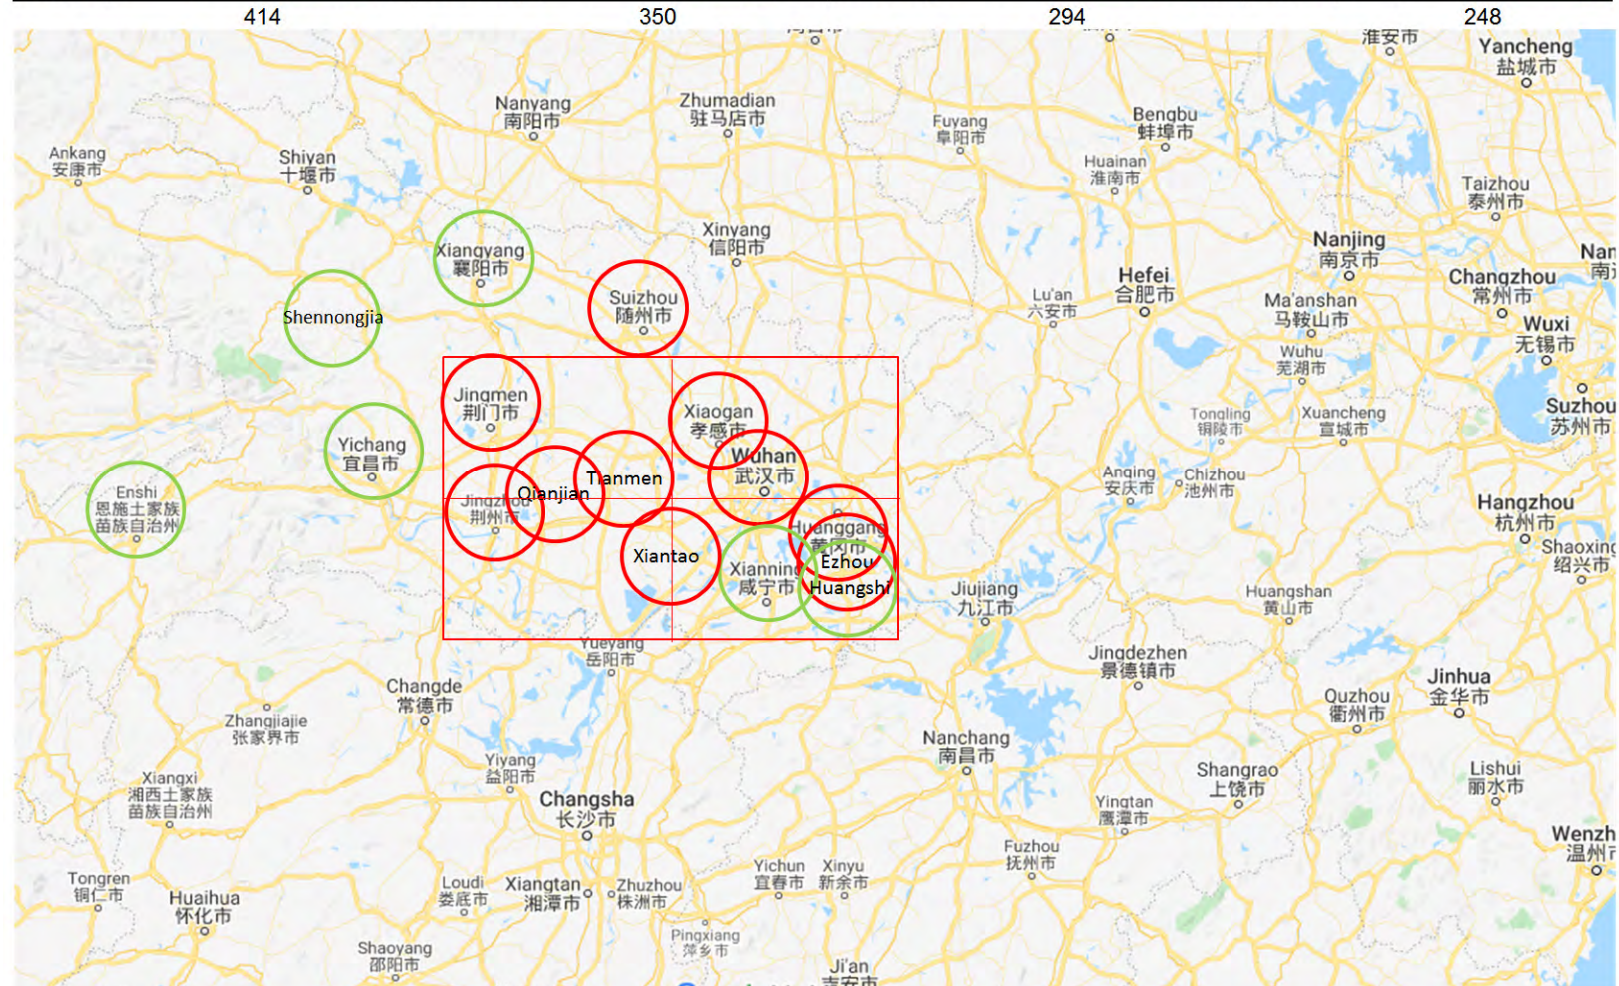 414 350 294 248
淮安市
Yancheng
盐城市
Nanyang
南阳市
Zhumadian
驻马店市
Fuyang
阜阳市
Bengbu
蚌埠市
Ankang
安康市
Shiyan
十堰市
Huainan
淮南市
Taizhou
泰州市
Xiangyang
襄阳市
Xinyang
信阳市
Nanjing
南京市
Hefei
合肥市
Changzhou
常州市
Shennongjia
Suizhou
随州市
Lu'an
六安市
Ma'anshan
马鞍山市
Wuxi
无锡市
Wuhu
芜湖市
Jingmen
荆门市
Xiaogan
孝感市
Tongling
铜陵市
Xuancheng
宣城市
Suzhou
苏州市
Yichang
宜昌市
Wuhan
武汉市
Tianmen
Qianjian
Anqing
安庆市
Chizhou
池州市
Enshi
恩施土家族
苗族自治州
Jingzhou
荆州市
Hangzhou
杭州市
Huanggang
黄冈市
Xiantao
Ezhou
Shaoxing
绍兴市
Xianning
咸宁市
Huangshi
Jiujiang
九江市
Huangshan
黄山市
Yueyang
岳阳市
Jingdezhen
景德镇市
Changde
常德市
Quzhou
衢州市
Jinhua
金华市
Zhangjiajie
张家界市
Nanchang
南昌市
Yiyang
益阳市
Shangrao
上饶市
Lishui
丽水市
Xiangxi
湘西土家族
苗族自治州
Changsha
长沙市
Yingtan
鹰潭市
Wenzh
温州市
Fuzhou
抚州市
Tongren
铜仁市
Huaihua
怀化市
Loudi
娄底市
Xiangtan
湘潭市
Zhuzhou
株洲市
Yichun
宜春市
Xinyu
新余市
Pingxiang
萍乡市
Shaoyang
邵阳市
Ji'an
吉安市